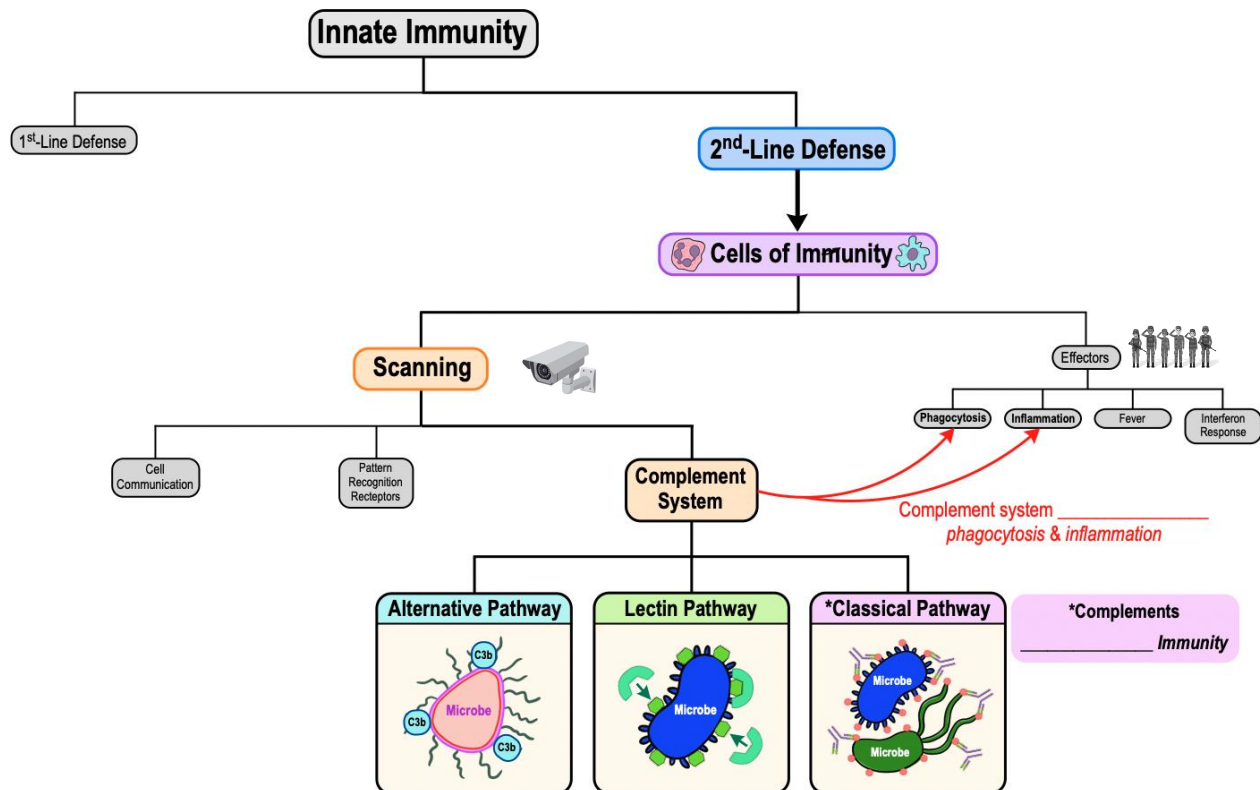 Innate Immunity
1st-Line Defense
2nd-Line Defense
Cells of Immunity
Scanning
Effectors
Phagocytosis
Inflammation
Fever
Interferon
Response
Cell
Communication
Pattern
Recognition
Recteptors
Complement
System
Complement system _______________
phagocytosis & inflammation
Alternative Pathway
C3b
Microbe
C3b
C3b
Lectin Pathway
Microbe
*Classical Pathway
Microbe
Microbe
*Complements
______________ Immunity